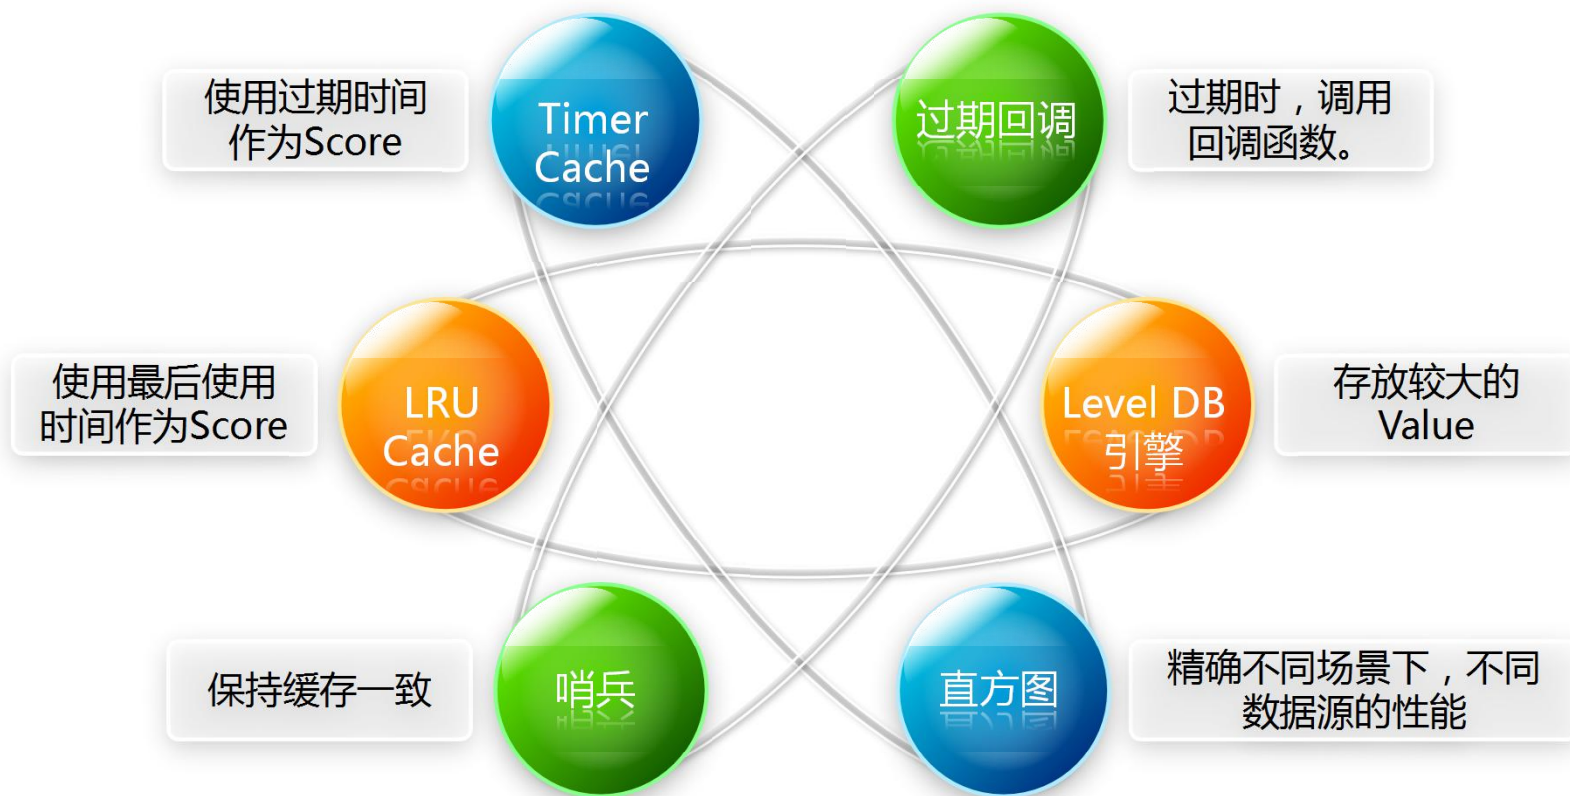 使用过期时间
作为Score
Timer
Cache
过期回调
过期时，调用
回调函数。
使用最后使用
时间作为Score
LRU
Cache
Level DB
引擎
存放较大的
Value
保持缓存一致
哨兵
直方图
精确不同场景下，不同
数据源的性能